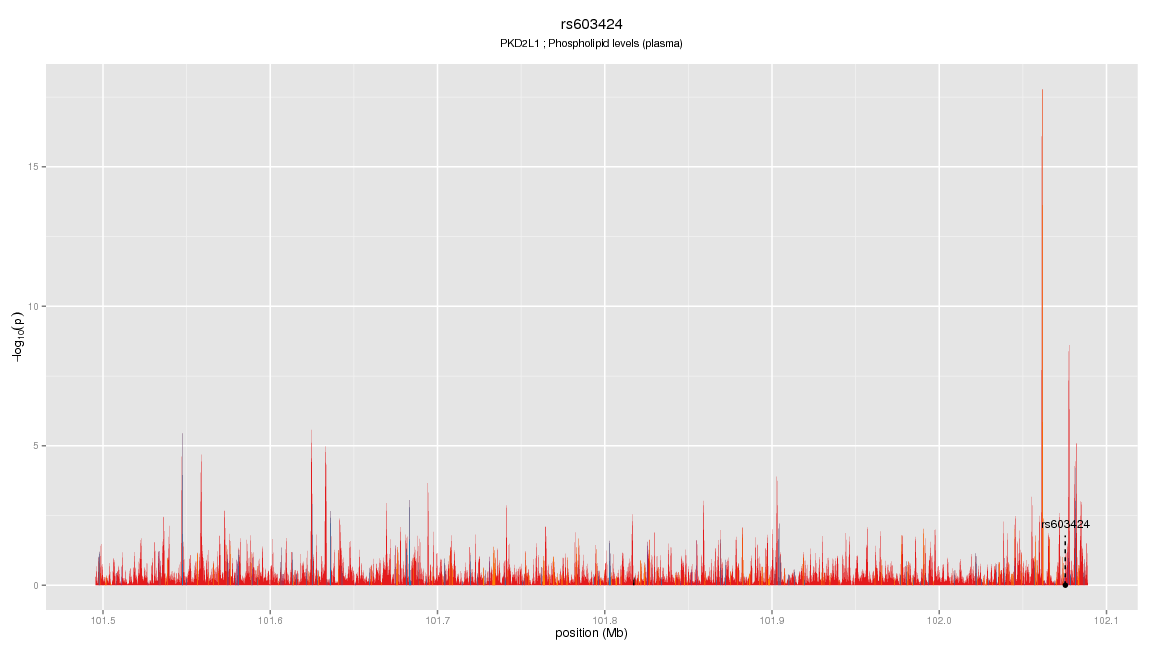 rs603424
PKD2L1 ; Phospholipid levels (plasma)
−log10(p)
15
10
5
0
rs603424
101.5 101.6 101.7 101.8 101.9 102.0 102.1
position (Mb)